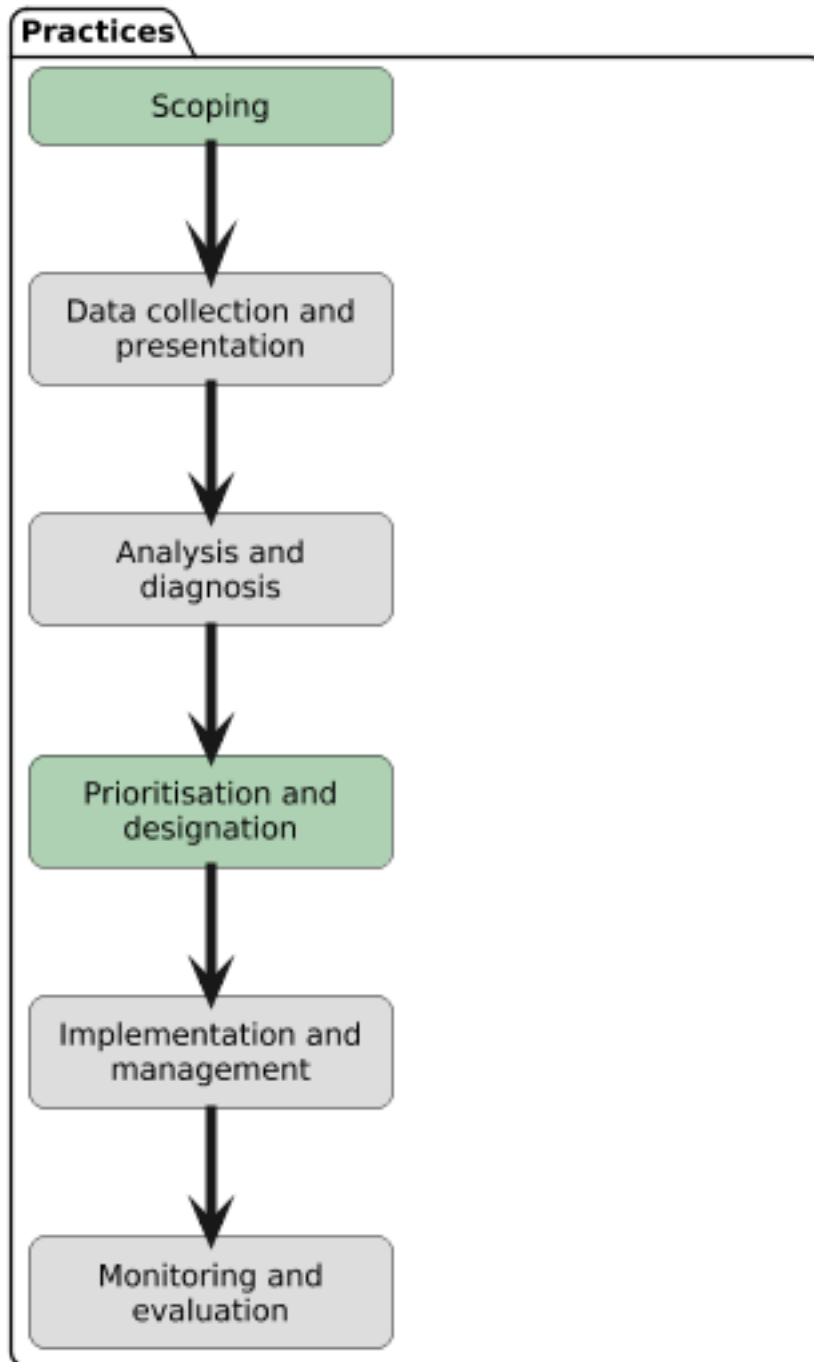 Practices
Scoping
Data collection and
presentation
Analysis and
diagnosis
Prioritisation and
designation
Implementation and
management
Monitoring and
evaluation